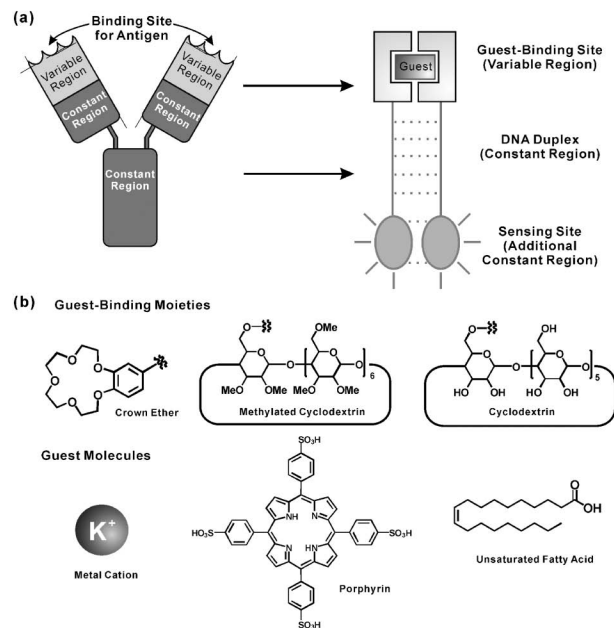 (a)
Binding Site
for Antigen
Variable
Region
Constant
Region
Variable
Region
Constant
Region
Constant
Region
Guest
Guest-Binding Site
(Variable Region)
DNA Duplex
(Constant Region)
Sensing Site
(Additional
Constant Region)
(b)
Guest-Binding Moieties
O
O
O
O
O
Crown Ether
O
O
MeO
OMe
O
OMe
O
MeO
OMe
O
6
Methylated Cyclodextrin
O
O
HO
OH
O
HO
O
HO
OH
O
5
Cyclodextrin
Guest Molecules
K+
Metal Cation
SO₃H
HO₃S
NH
N
N
HN
SO₃H
SO₃H
Porphyrin
O
OH
Unsaturated Fatty Acid